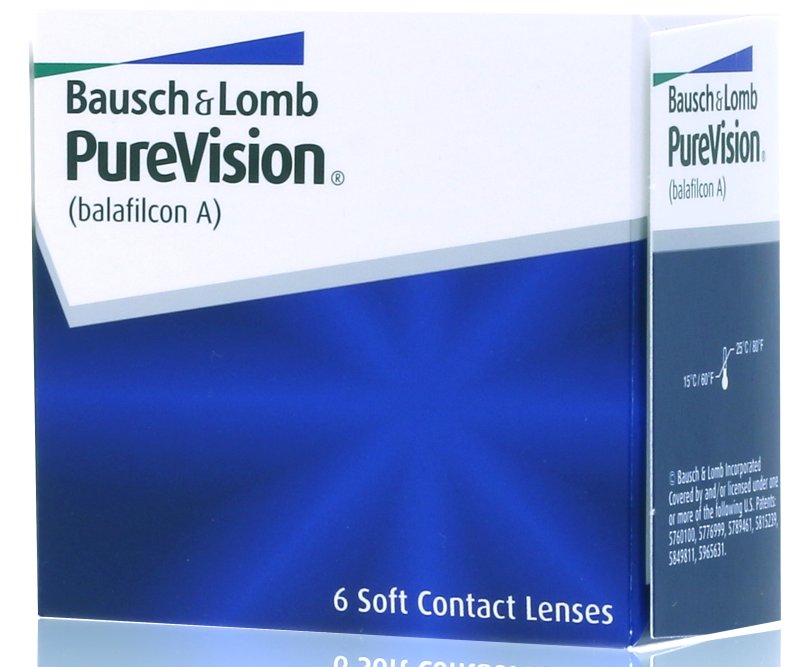 Bausch & Lomb
PureVision®
(balafilcon A)
6 Soft Contact Lenses
Bausch & Lomb
PureVision®
(balafilcon A)
25°C / 80°F
15°C / 60°F
© Bausch & Lomb Incorporated
Covered by and/or licensed under one
or more of the following U.S. Patents:
5760100, 5776999, 5789461, 5815239,
5849811, 5965631.